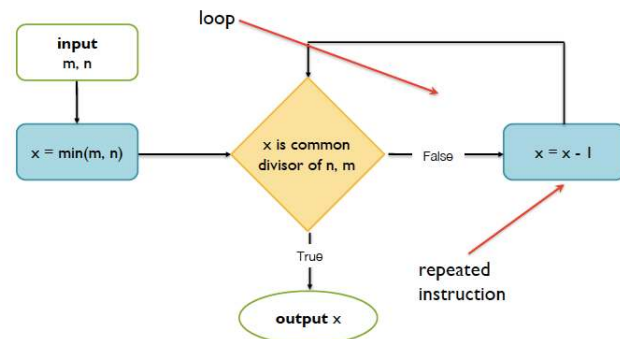 loop
input
m, n
x = min(m, n)
x is common
divisor of n, m
False
x = x - 1
True
repeated
instruction
output x